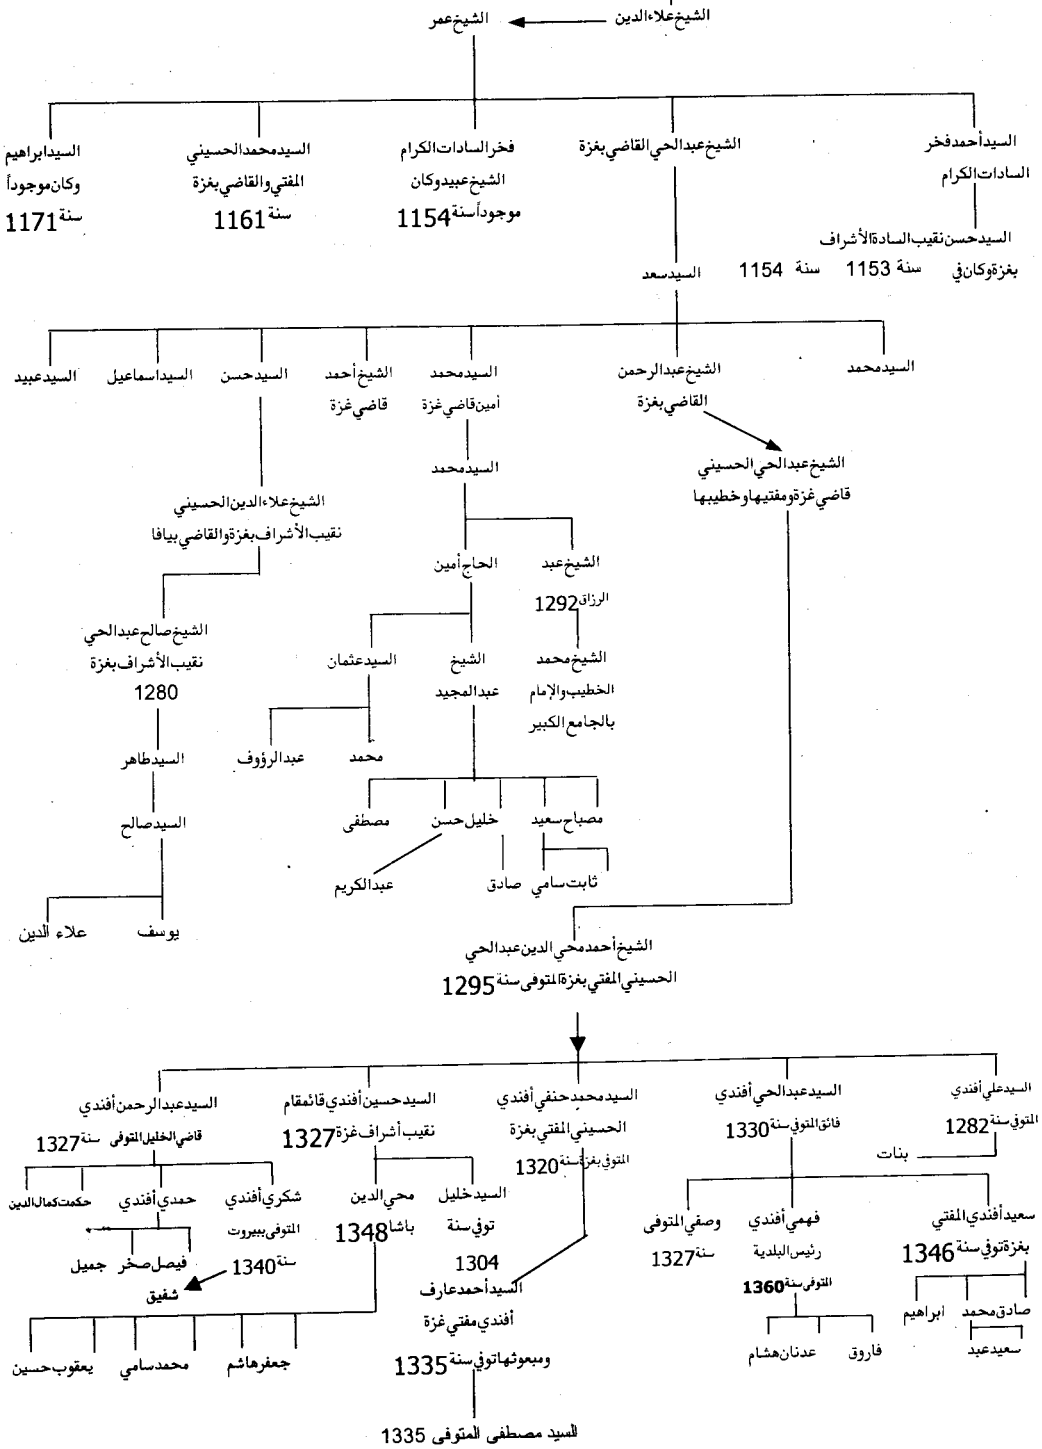 الشيخ علاء الدين
الشيخ عمر
السيد أحمد فخر
السادات الكرام
الشيخ عبد الحي القاضي بغزة
فخر السادات الكرام
الشيخ عبيد وكان
موجوداً سنة 1154
السيد محمد الحسيني
المفتي والقاضي بغزة
سنة 1161
السيد ابراهيم
وكان موجوداً
سنة 1171
السيد حسن نقيب السادة الأشراف
بغزة وكان في سنة 1153 سنة 1154
السيد سعد
السيد محمد
الشيخ عبد الرحمن
القاضي بغزة
السيد محمد
أمين قاضي غزة
الشيخ أحمد
قاضي غزة
السيد حسن
السيد اسماعيل
السيد عبيد
الشيخ عبد الحي الحسيني
قاضي غزة ومفتيها وخطيبها
السيد محمد
الشيخ علاء الدين الحسيني
نقيب الأشراف بغزة والقاضي بيافا
الشيخ عبد
الرزاق 1292
الحاج أمين
الشيخ صالح عبد الحي
نقيب الأشراف بغزة
1280
الشيخ محمد
الخطيب والإمام
بالجامع الكبير
الشيخ
عبد المجيد
السيد عثمان
محمد
عبد الرؤوف
السيد طاهر
السيد صالح
مصباح سعيد
خليل حسن
مصطفى
ثابت سامي
صادق
عبد الكريم
يوسف
علاء الدين
الشيخ أحمد محي الدين عبد الحي
الحسيني المفتي بغزة المتوفى سنة 1295
السيد علي أفندي
المتوفي سنة 1282
بنات
السيد عبد الحي أفندي
فائق المتوفي سنة 1330
السيد محمد حنفي أفندي
الحسيني المفتي بغزة
المتوفي بغزة سنة 1320
السيد حسين أفندي قائمقام
نقيب أشراف غزة 1327
السيد عبد الرحمن أفندي
قاضي الخليل المتوفى سنة 1327
سعيد أفندي المفتي
بغزة توفي سنة 1346
فهمي أفندي
رئيس البلدية
المتوفى سنة 1360
وصفي المتوفى
سنة 1327
السيد خليل
توفي سنة
1304
محي الدين
باشا 1348
شكري أفندي
المتوفى ببيروت
سنة 1340
حمدي أفندي
حكمت كمال الدين
فيصل صخر جميل
شفيق
السيد أحمد عارف
أفندي مفتي غزة
ومبعوثها توفي سنة 1335
صادق محمد ابراهيم
سعيد عبد
فاروق
عدنان هشام
جعفر هاشم
محمد سامي
يعقوب حسين
السيد مصطفى المتوفى 1335